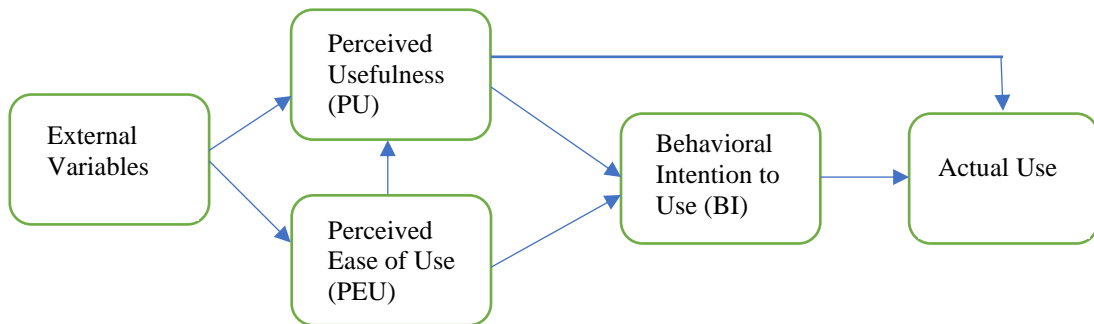 External
Variables
Perceived
Usefulness
(PU)
Perceived
Ease of Use
(PEU)
Behavioral
Intention to
Use (BI)
Actual Use